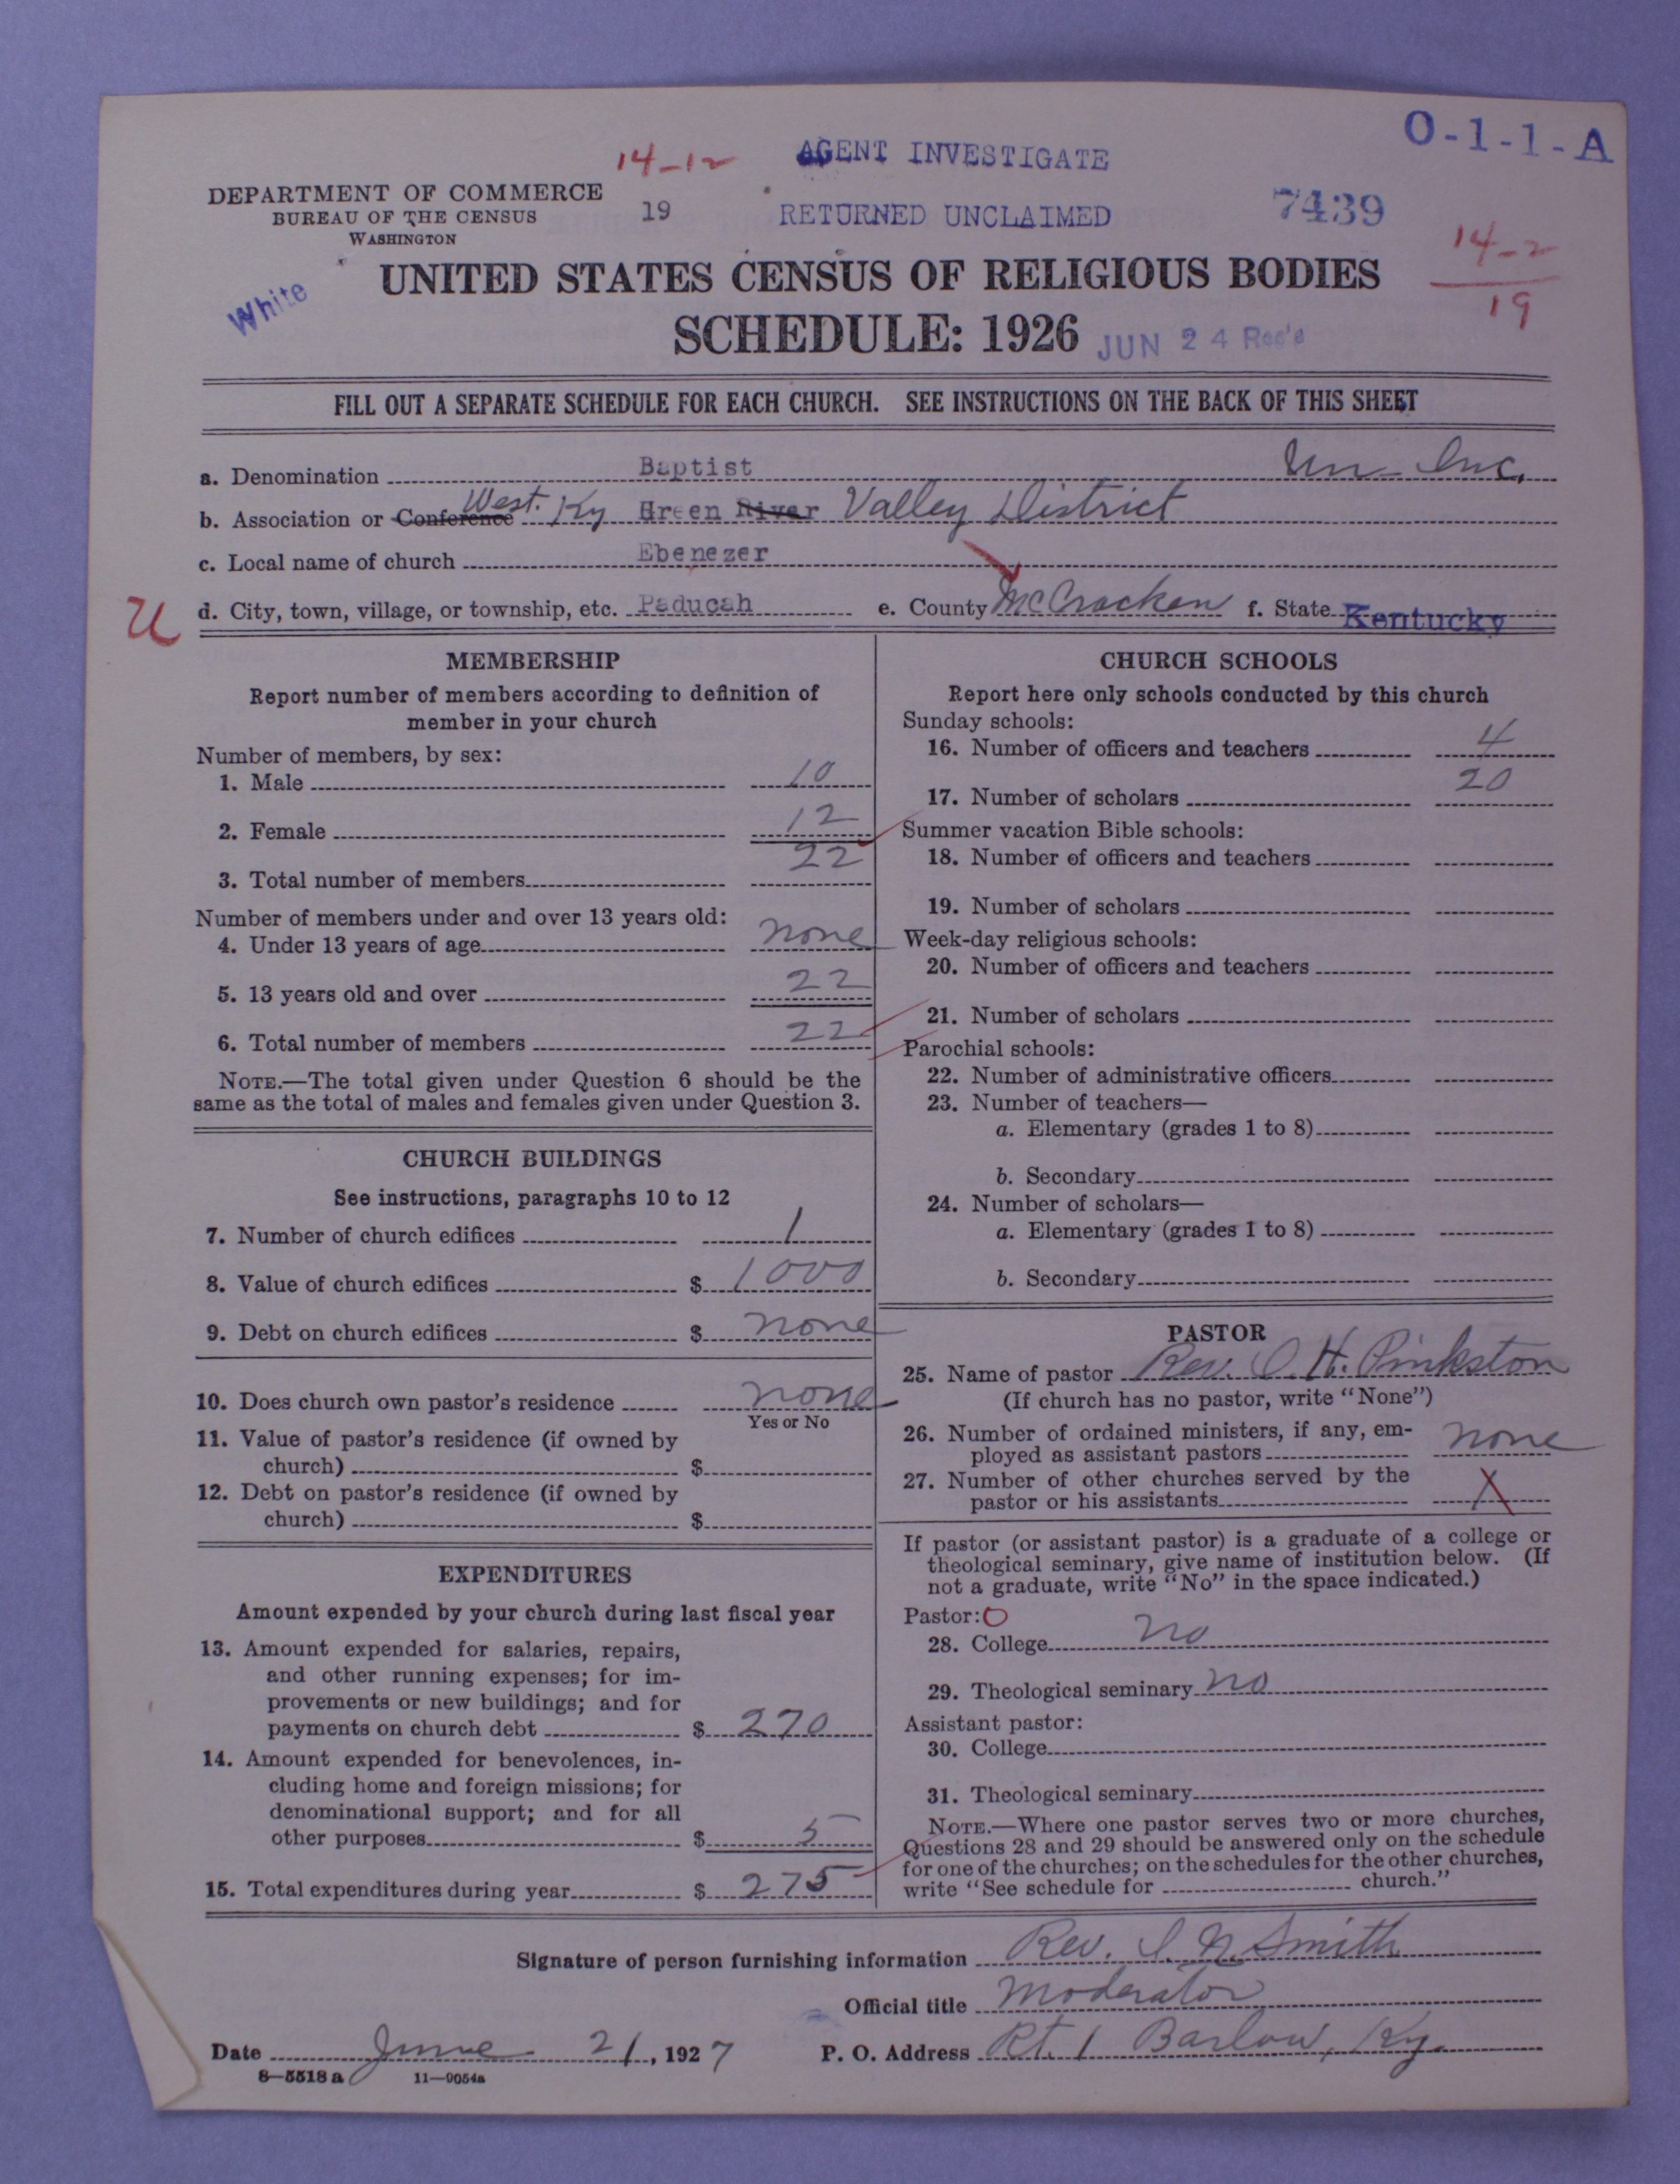 O-1-1-A
14-12 AGENT INVESTIGATE
DEPARTMENT OF COMMERCE
BUREAU OF THE CENSUS
WASHINGTON
19 RETURNED UNCLAIMED 7439
14-2
19
White
UNITED STATES CENSUS OF RELIGIOUS BODIES
SCHEDULE: 1926 JUN 24 Rec'd
FILL OUT A SEPARATE SCHEDULE FOR EACH CHURCH. SEE INSTRUCTIONS ON THE BACK OF THIS SHEET
a. Denomination Baptist Un-Inc.
b. Association or Conference West. Ky Green River Valley District
c. Local name of church Ebenezer
U d. City, town, village, or township, etc. Paducah e. County McCracken f. State Kentucky
MEMBERSHIP
Report number of members according to definition of
member in your church
Number of members, by sex:
1. Male 10
2. Female 12
3. Total number of members 22
Number of members under and over 13 years old:
4. Under 13 years of age none
5. 13 years old and over 22
6. Total number of members 22
NOTE.—The total given under Question 6 should be the
same as the total of males and females given under Question 3.
CHURCH BUILDINGS
See instructions, paragraphs 10 to 12
7. Number of church edifices 1
8. Value of church edifices $ 1000
9. Debt on church edifices $ none
10. Does church own pastor's residence none
Yes or No
11. Value of pastor's residence (if owned by
church) $
12. Debt on pastor's residence (if owned by
church) $
EXPENDITURES
Amount expended by your church during last fiscal year
13. Amount expended for salaries, repairs,
and other running expenses; for im-
provements or new buildings; and for
payments on church debt $ 270
14. Amount expended for benevolences, in-
cluding home and foreign missions; for
denominational support; and for all
other purposes $ 5
15. Total expenditures during year $ 275
CHURCH SCHOOLS
Report here only schools conducted by this church
Sunday schools:
16. Number of officers and teachers 4
17. Number of scholars 20
Summer vacation Bible schools:
18. Number of officers and teachers
19. Number of scholars
Week-day religious schools:
20. Number of officers and teachers
21. Number of scholars
Parochial schools:
22. Number of administrative officers
23. Number of teachers—
a. Elementary (grades 1 to 8)
b. Secondary
24. Number of scholars—
a. Elementary (grades 1 to 8)
b. Secondary
PASTOR
25. Name of pastor Rev. I. H. Pinkston
(If church has no pastor, write "None")
26. Number of ordained ministers, if any, em-
ployed as assistant pastors none
27. Number of other churches served by the
pastor or his assistants X
If pastor (or assistant pastor) is a graduate of a college or
theological seminary, give name of institution below. (If
not a graduate, write "No" in the space indicated.)
Pastor: O
28. College no
29. Theological seminary no
Assistant pastor:
30. College
31. Theological seminary
NOTE.—Where one pastor serves two or more churches,
Questions 28 and 29 should be answered only on the schedule
for one of the churches; on the schedules for the other churches,
write "See schedule for church."
Signature of person furnishing information Rev. I. N. Smith
Official title Moderator
Date June 21, 1927 P. O. Address Rt. 1 Barlow, Ky.
8—5518 a 11—9054a